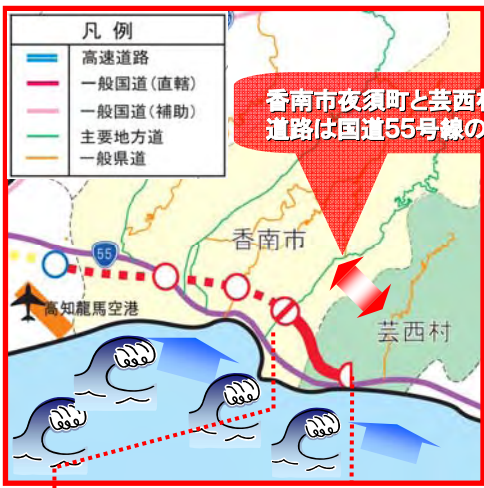 凡 例
高速道路
一般国道(直轄)
一般国道(補助)
主要地方道
一般県道
香南市夜須町と芸西
道路は国道55号線の
香南市
55
高知龍馬空港
芸西村